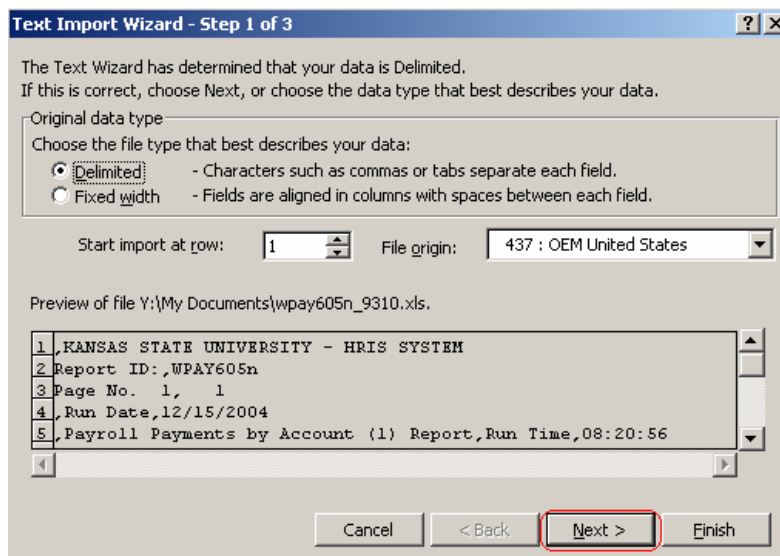 Text Import Wizard - Step 1 of 3
The Text Wizard has determined that your data is Delimited.
If this is correct, choose Next, or choose the data type that best describes your data.
Original data type
Choose the file type that best describes your data:
Delimited - Characters such as commas or tabs separate each field.
Fixed width - Fields are aligned in columns with spaces between each field.
Start import at row: 1 File origin: 437 : OEM United States
Preview of file Y:\My Documents\wpay605n_9310.xls.
1 ,KANSAS STATE UNIVERSITY - HRIS SYSTEM
2 Report ID:,WPAY605n
3 Page No.  1,   1
4 ,Run Date,12/15/2004
5 ,Payroll Payments by Account (1) Report,Run Time,08:20:56
Cancel < Back Next > Finish